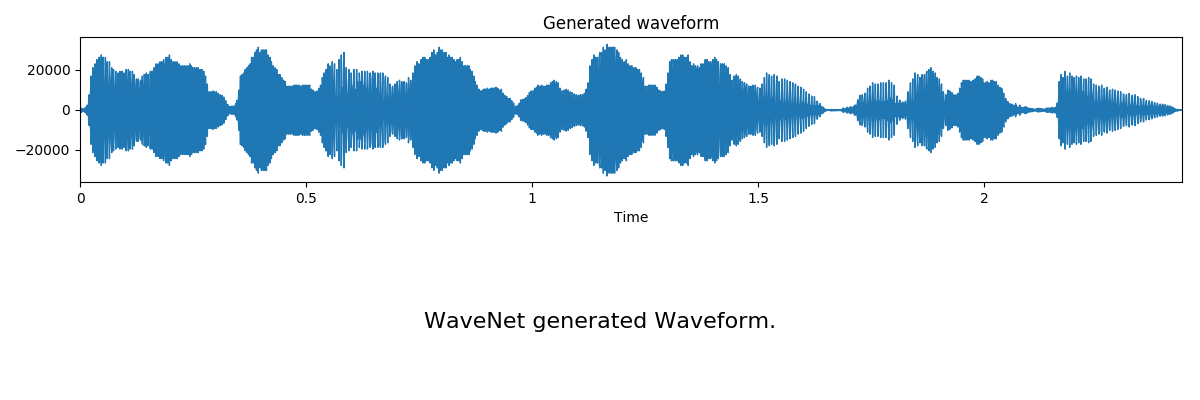 Generated waveform
20000
0
−20000
0 0.5 1 1.5 2
Time
WaveNet generated Waveform.